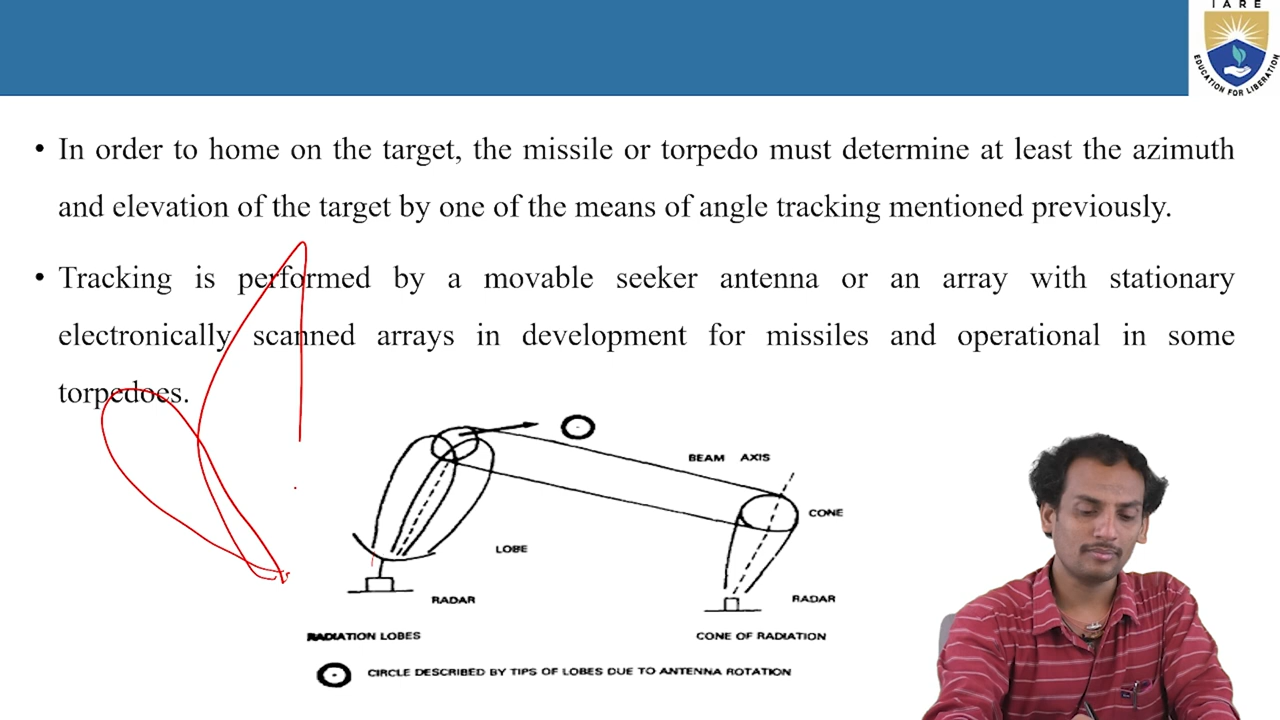 IARE
EDUCATION FOR LIBERATION
• In order to home on the target, the missile or torpedo must determine at least the azimuth
and elevation of the target by one of the means of angle tracking mentioned previously.
• Tracking is performed by a movable seeker antenna or an array with stationary
electronically scanned arrays in development for missiles and operational in some
torpedoes.
BEAM AXIS
CONE
LOBE
RADAR
RADAR
RADIATION LOBES
CONE OF RADIATION
CIRCLE DESCRIBED BY TIPS OF LOBES DUE TO ANTENNA ROTATION